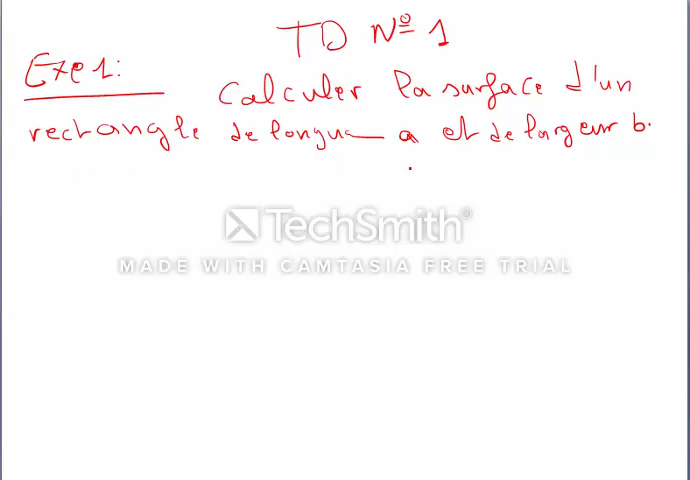 TD Nº 1
Exe 1:
Calculer la surface d'un
rectangle de longueur a et de largeur b.
TechSmith®
MADE WITH CAMTASIA FREE TRIAL